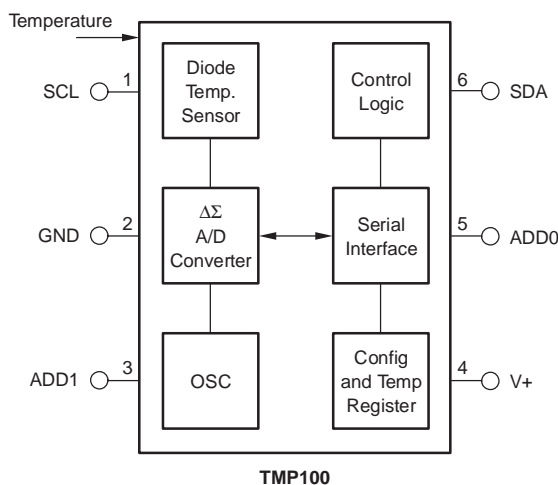 Temperature
SCL
1
Diode
Temp.
Sensor
Control
Logic
6
SDA
GND
2
ΔΣ
A/D
Converter
Serial
Interface
5
ADD0
ADD1
3
OSC
Config
and Temp
Register
4
V+
TMP100